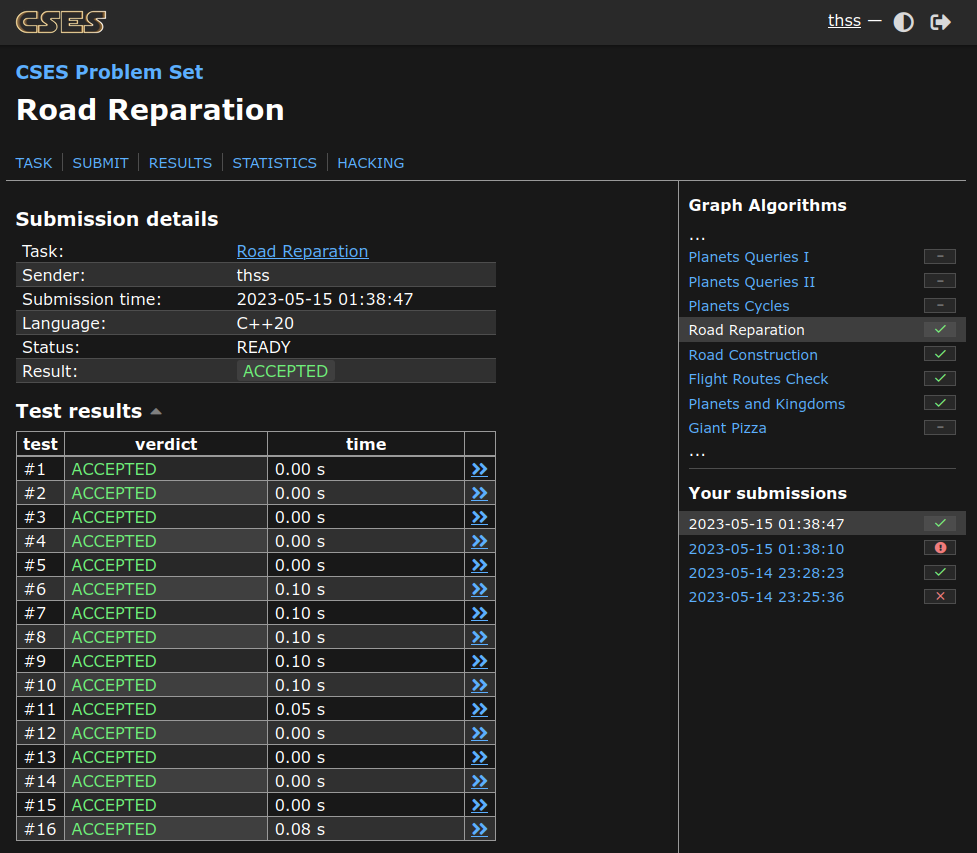 CSES
thss —
CSES Problem Set
Road Reparation
TASK SUBMIT RESULTS STATISTICS HACKING
Submission details
Task: Road Reparation
Sender: thss
Submission time: 2023-05-15 01:38:47
Language: C++20
Status: READY
Result: ACCEPTED
Test results
test verdict time
#1 ACCEPTED 0.00 s
#2 ACCEPTED 0.00 s
#3 ACCEPTED 0.00 s
#4 ACCEPTED 0.00 s
#5 ACCEPTED 0.00 s
#6 ACCEPTED 0.10 s
#7 ACCEPTED 0.10 s
#8 ACCEPTED 0.10 s
#9 ACCEPTED 0.10 s
#10 ACCEPTED 0.10 s
#11 ACCEPTED 0.05 s
#12 ACCEPTED 0.00 s
#13 ACCEPTED 0.00 s
#14 ACCEPTED 0.00 s
#15 ACCEPTED 0.00 s
#16 ACCEPTED 0.08 s
Graph Algorithms
...
Planets Queries I
Planets Queries II
Planets Cycles
Road Reparation
Road Construction
Flight Routes Check
Planets and Kingdoms
Giant Pizza
...
Your submissions
2023-05-15 01:38:47
2023-05-15 01:38:10
2023-05-14 23:28:23
2023-05-14 23:25:36